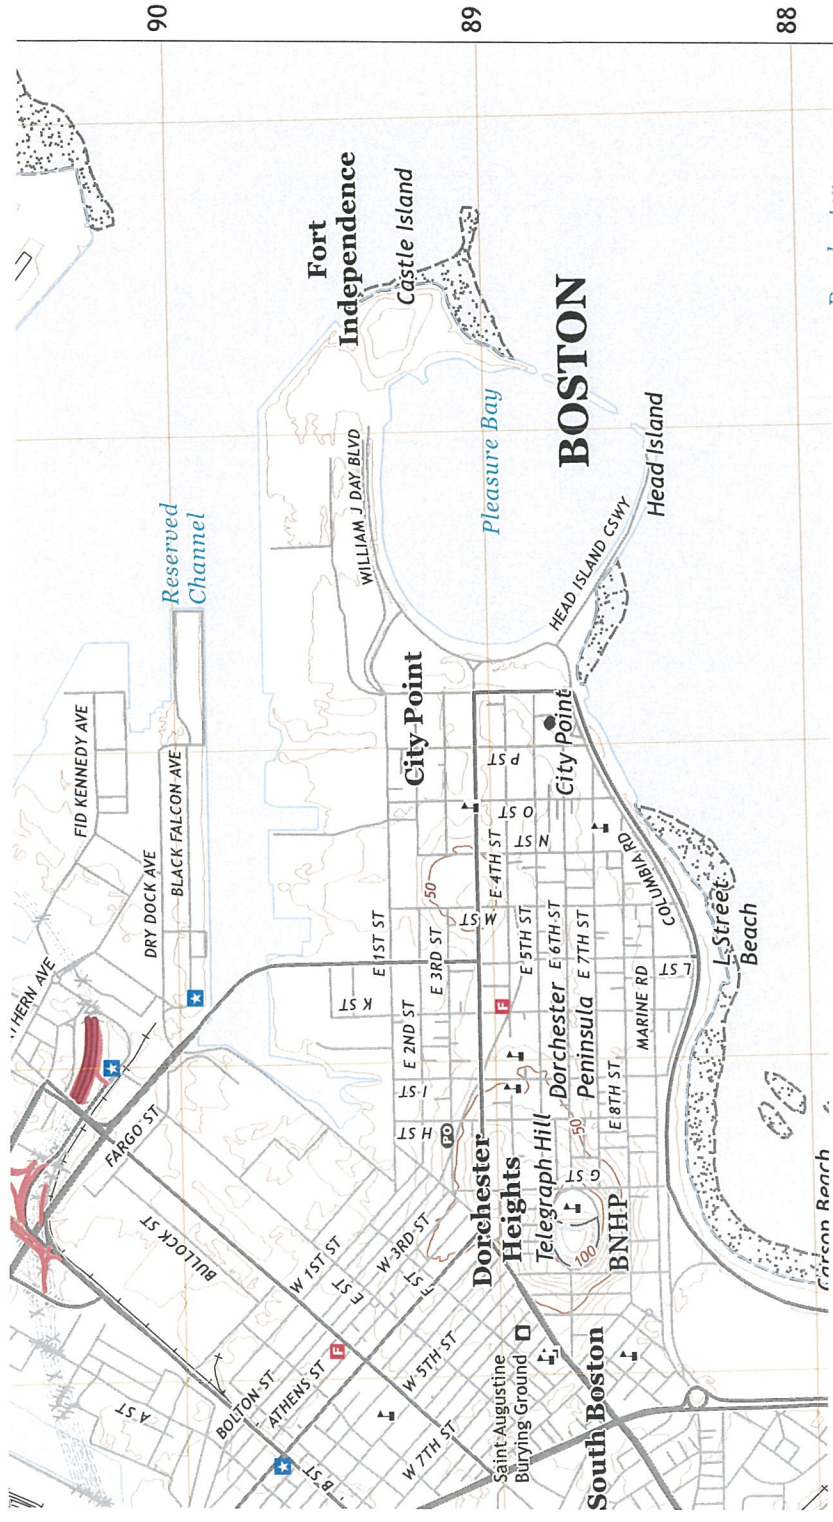 90
89
88
Fort
Independence
Castle Island
BOSTON
Pleasure Bay
Head Island
HEAD ISLAND CSWY
WILLIAM J DAY BLVD
Reserved
Channel
City Point
City Point
FID KENNEDY AVE
BLACK FALCON AVE
DRY DOCK AVE
THERN AVE
P ST
O ST
N ST
E 4TH ST
50
M ST
COLUMBIA RD
L Street
Beach
E 1ST ST
E 3RD ST
E 5TH ST
E 6TH ST
E 7TH ST
L ST
K ST
F
MARINE RD
E 2ND ST
I ST
H ST
PO
Dorchester
Peninsula
E 8TH ST
50
G ST
Telegraph Hill
Dorchester
Heights
BNHP
100
FARGO ST
BULLOCK ST
W 1ST ST
E ST
W 3RD ST
F ST
F
W 5TH ST
BOLTON ST
ATHENS ST
A ST
B ST
W 7TH ST
Saint Augustine
Burying Ground
South Boston
Carson Beach